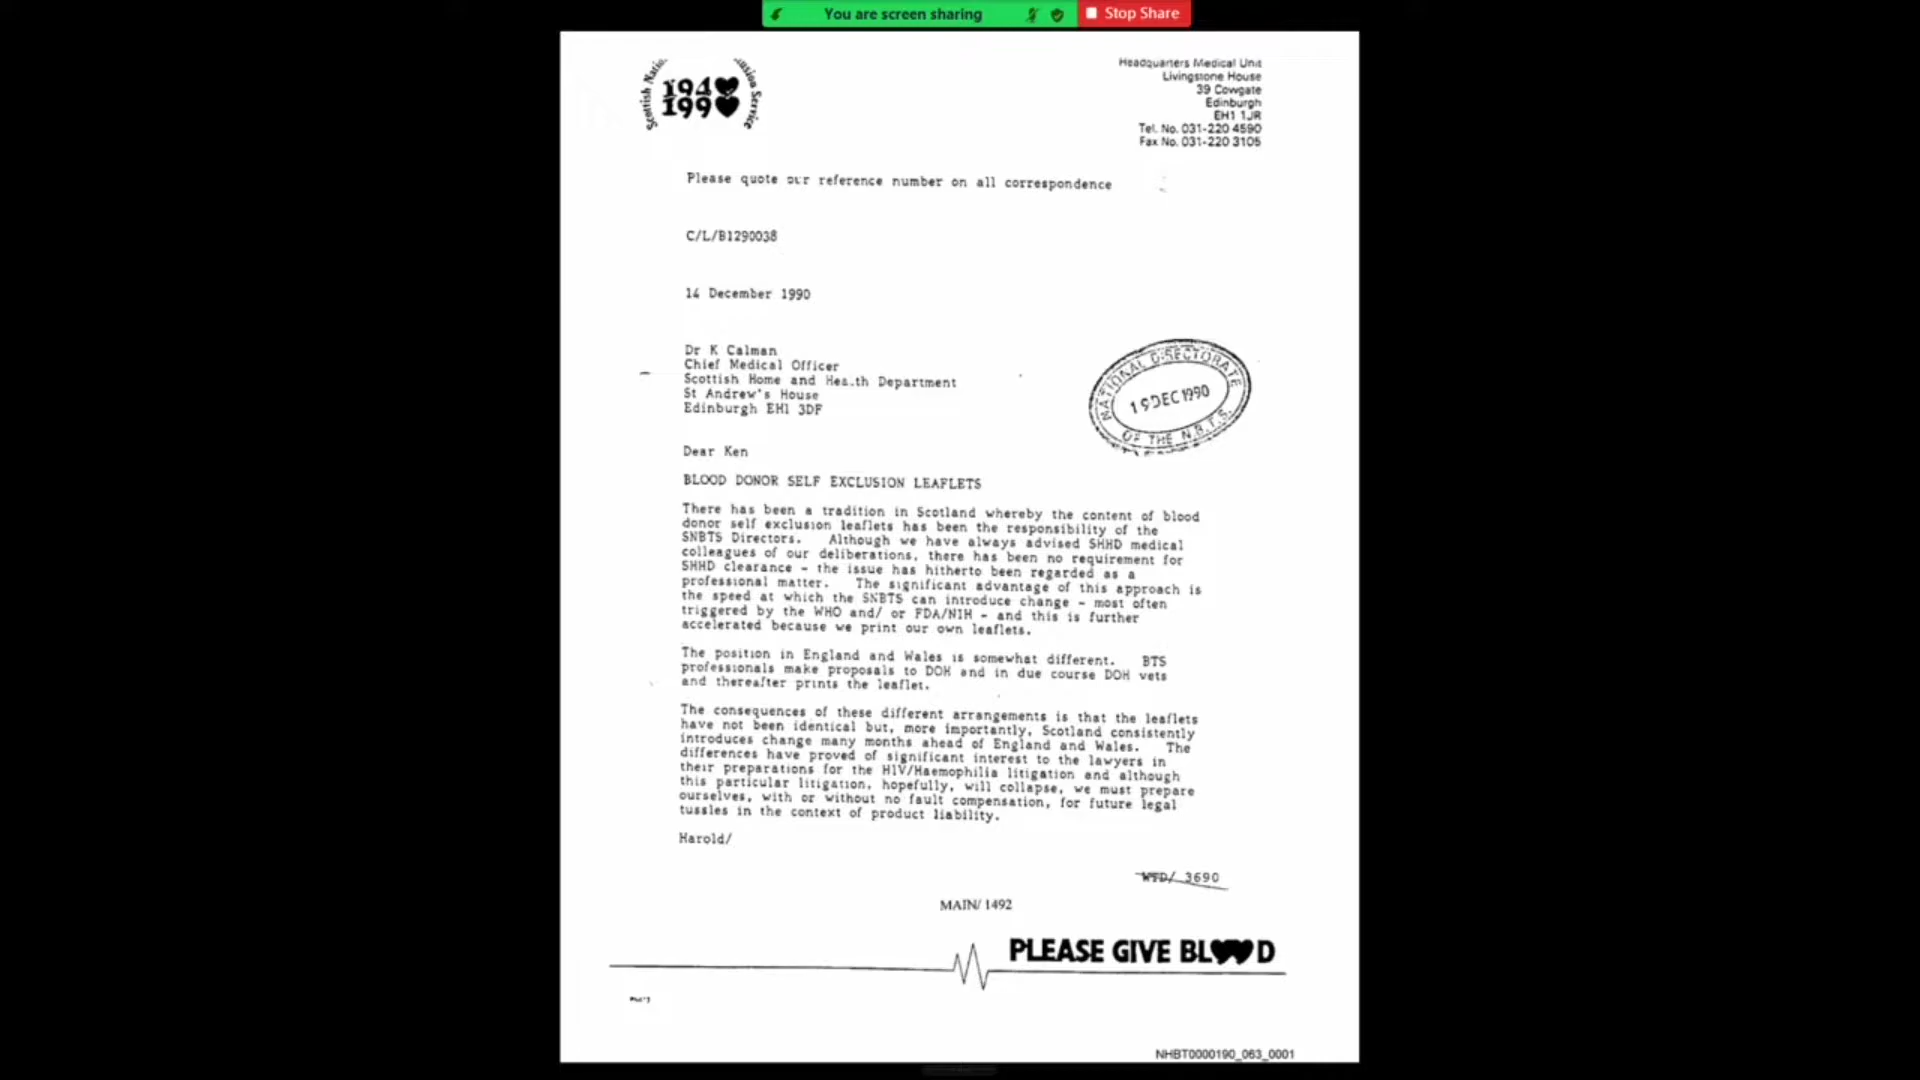 You are screen sharing
Stop Share
Scottish Natio
usion Service
194
199
Headquarters Medical Unit
Livingstone House
39 Cowgate
Edinburgh
EH1 1JR
Tel. No. 031-220 4590
Fax No. 031-220 3105
Please quote our reference number on all correspondence
C/L/B1290038
14 December 1990
Dr K Calman
Chief Medical Officer
Scottish Home and Health Department
St Andrew's House
Edinburgh EH1 3DF
NATIONAL DIRECTORATE
19 DEC 1990
OF THE N.B.T.S.
Dear Ken
BLOOD DONOR SELF EXCLUSION LEAFLETS
There has been a tradition in Scotland whereby the content of blood
donor self exclusion leaflets has been the responsibility of the
SNBTS Directors. Although we have always advised SHHD medical
colleagues of our deliberations, there has been no requirement for
SHHD clearance - the issue has hitherto been regarded as a
professional matter. The significant advantage of this approach is
the speed at which the SNBTS can introduce change - most often
triggered by the WHO and/ or FDA/NIH - and this is further
accelerated because we print our own leaflets.
The position in England and Wales is somewhat different. BTS
professionals make proposals to DOH and in due course DOH vets
and thereafter prints the leaflet.
The consequences of these different arrangements is that the leaflets
have not been identical but, more importantly, Scotland consistently
introduces change many months ahead of England and Wales. The
differences have proved of significant interest to the lawyers in
their preparations for the HIV/Haemophilia litigation and although
this particular litigation, hopefully, will collapse, we must prepare
ourselves, with or without no fault compensation, for future legal
tussles in the context of product liability.
Harold/
WTD/ 3690
MAIN/ 1492
PLEASE GIVE BLOOD
NHBT0000190_063_0001